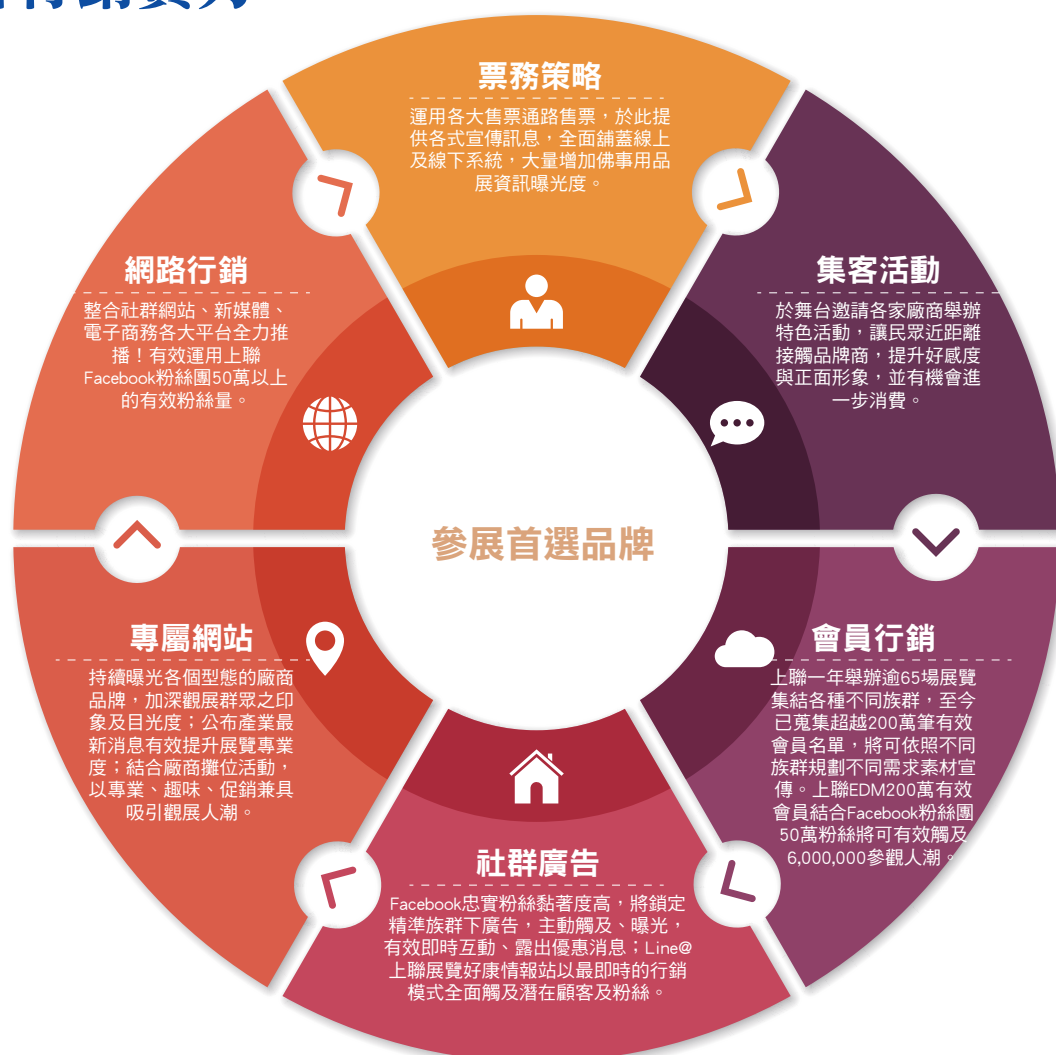 票務策略
運用各大售票通路售票，於此提
供各式宣傳訊息，全面舖蓋線上
及線下系統，大量增加佛事用品
展資訊曝光度。
集客活動
於舞台邀請各家廠商舉辦
特色活動，讓民眾近距離
接觸品牌商，提升好感度
與正面形象，並有機會進
一步消費。
會員行銷
上聯一年舉辦逾65場展覽
集結各種不同族群，至今
已蒐集超越200萬筆有效
會員名單，將可依照不同
族群規劃不同需求素材宣
傳。上聯EDM200萬有效
會員結合Facebook粉絲團
50萬粉絲將可有效觸及
6,000,000參觀人潮。
社群廣告
Facebook忠實粉絲黏著度高，將鎖定
精準族群下廣告，主動觸及、曝光，
有效即時互動、露出優惠消息；Line@
上聯展覽好康情報站以最即時的行銷
模式全面觸及潛在顧客及粉絲。
專屬網站
持續曝光各個型態的廠商
品牌，加深觀展群眾之印
象及目光度；公布產業最
新消息有效提升展覽專業
度；結合廠商攤位活動，
以專業、趣味、促銷兼具
吸引觀展人潮。
網路行銷
整合社群網站、新媒體、
電子商務各大平台全力推
播！有效運用上聯
Facebook粉絲團50萬以上
的有效粉絲量。
參展首選品牌